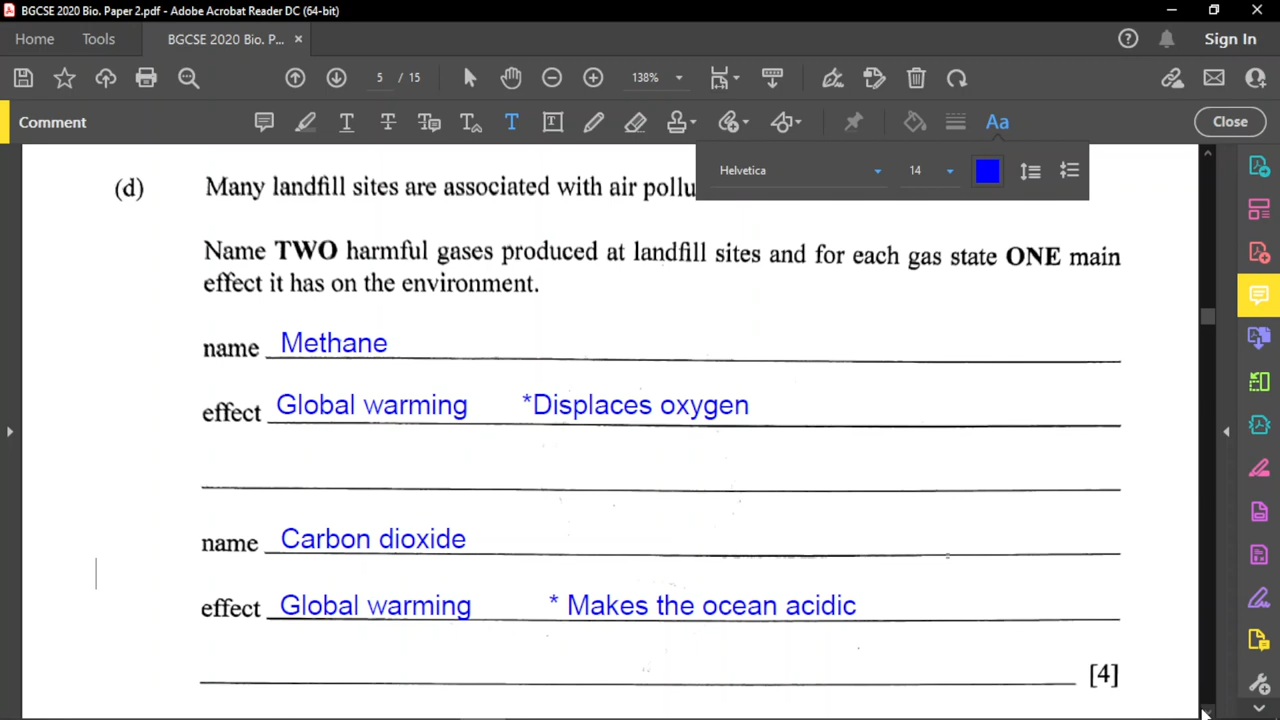 BGCSE 2020 Bio. Paper 2.pdf - Adobe Acrobat Reader DC (64-bit)
Home Tools BGCSE 2020 Bio. P... × Sign In
5 / 15 138%
Comment Close
Helvetica 14
(d) Many landfill sites are associated with air pollu
Name TWO harmful gases produced at landfill sites and for each gas state ONE main
effect it has on the environment.
name Methane
effect Global warming *Displaces oxygen
name Carbon dioxide
effect Global warming * Makes the ocean acidic
[4]